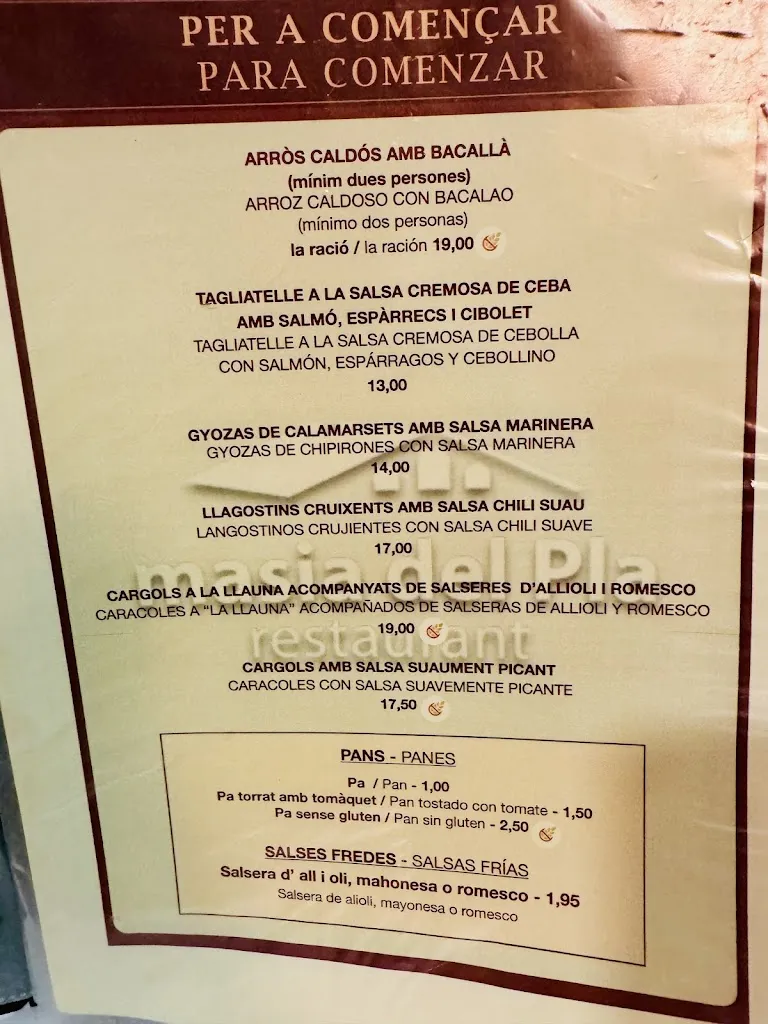 PER A COMENÇAR
PARA COMENZAR
ARRÒS CALDÓS AMB BACALLÀ
(mínim dues persones)
ARROZ CALDOSO CON BACALAO
(mínimo dos personas)
la ració / la ración 19,00
TAGLIATELLE A LA SALSA CREMOSA DE CEBA
AMB SALMÓ, ESPÀRRECS I CIBOLET
TAGLIATELLE A LA SALSA CREMOSA DE CEBOLLA
CON SALMÓN, ESPÁRRAGOS Y CEBOLLINO
13,00
GYOZAS DE CALAMARSETS AMB SALSA MARINERA
GYOZAS DE CHIPIRONES CON SALSA MARINERA
14,00
LLAGOSTINS CRUIXENTS AMB SALSA CHILI SUAU
LANGOSTINOS CRUJIENTES CON SALSA CHILI SUAVE
17,00
masia del Pla
CARGOLS A LA LLAUNA ACOMPANYATS DE SALSERES D'ALLIOLI I ROMESCO
CARACOLES A "LA LLAUNA" ACOMPAÑADOS DE SALSERAS DE ALLIOLI Y ROMESCO
19,00
restaurant
CARGOLS AMB SALSA SUAUMENT PICANT
CARACOLES CON SALSA SUAVEMENTE PICANTE
17,50
PANS - PANES
Pa / Pan - 1,00
Pa torrat amb tomàquet / Pan tostado con tomate - 1,50
Pa sense gluten / Pan sin gluten - 2,50
SALSES FREDES - SALSAS FRÍAS
Salsera d' all i oli, mahonesa o romesco - 1,95
Salsera de alioli, mayonesa o romesco